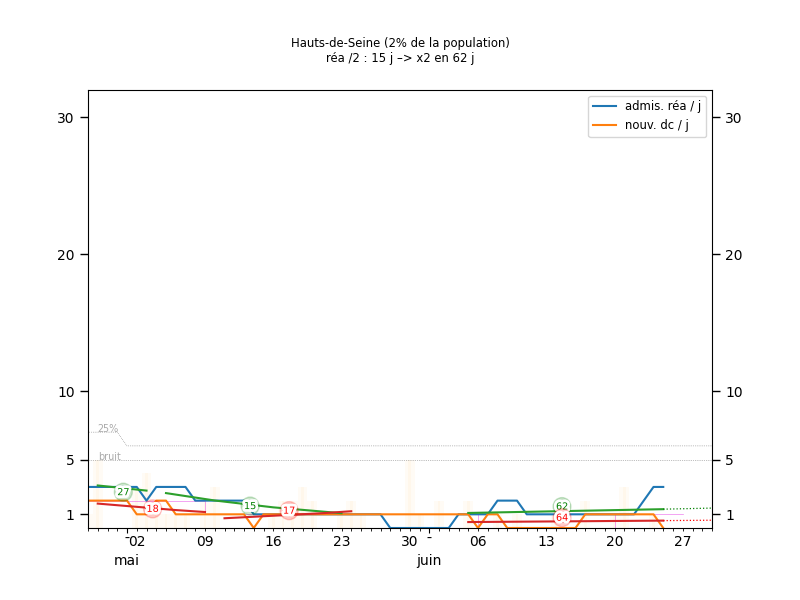 Hauts-de-Seine (2% de la population)
réa /2 : 15 j –> x2 en 62 j
30 30
admis. réa / j
nouv. dc / j
20 20
10 10
25%
bruit
5 5
27
18
15
17
62
64
1 1
02 09 16 23 30 - 06 13 20 27
mai juin